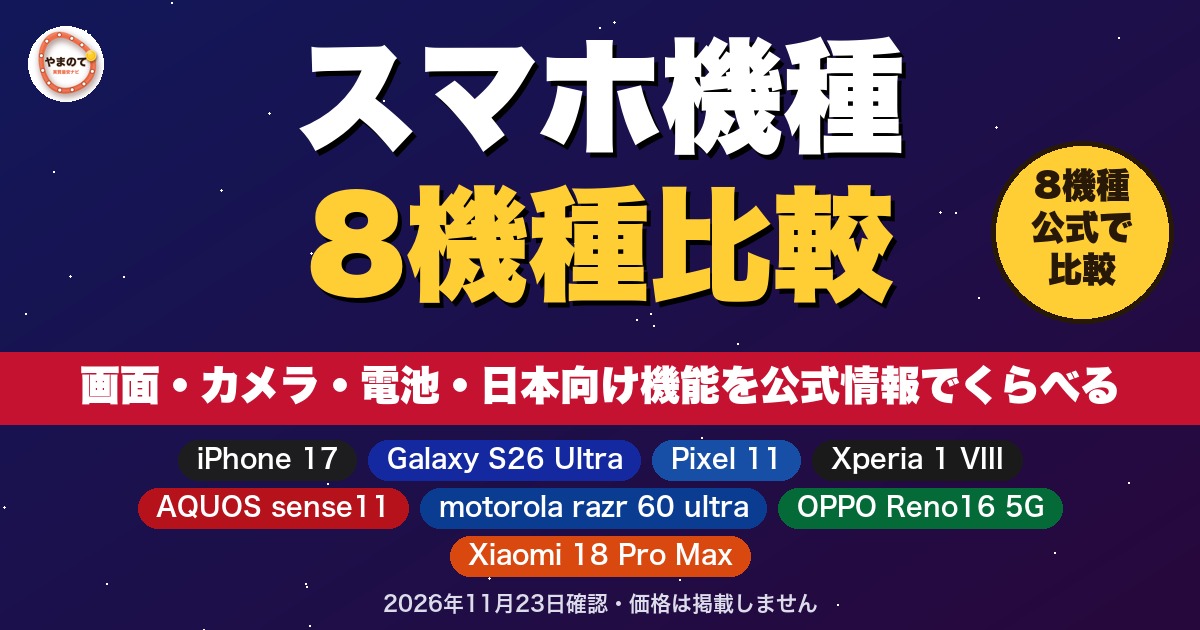 やまのて
スマホ機種
8機種比較
8機種
公式で
比較
画面・カメラ・電池・日本向け機能を公式情報でくらべる
iPhone 17 Galaxy S26 Ultra Pixel 11 Xperia 1 VIII
AQUOS sense11 motorola razr 60 ultra OPPO Reno16 5G
Xiaomi 18 Pro Max
2026年11月23日確認・価格は掲載しません